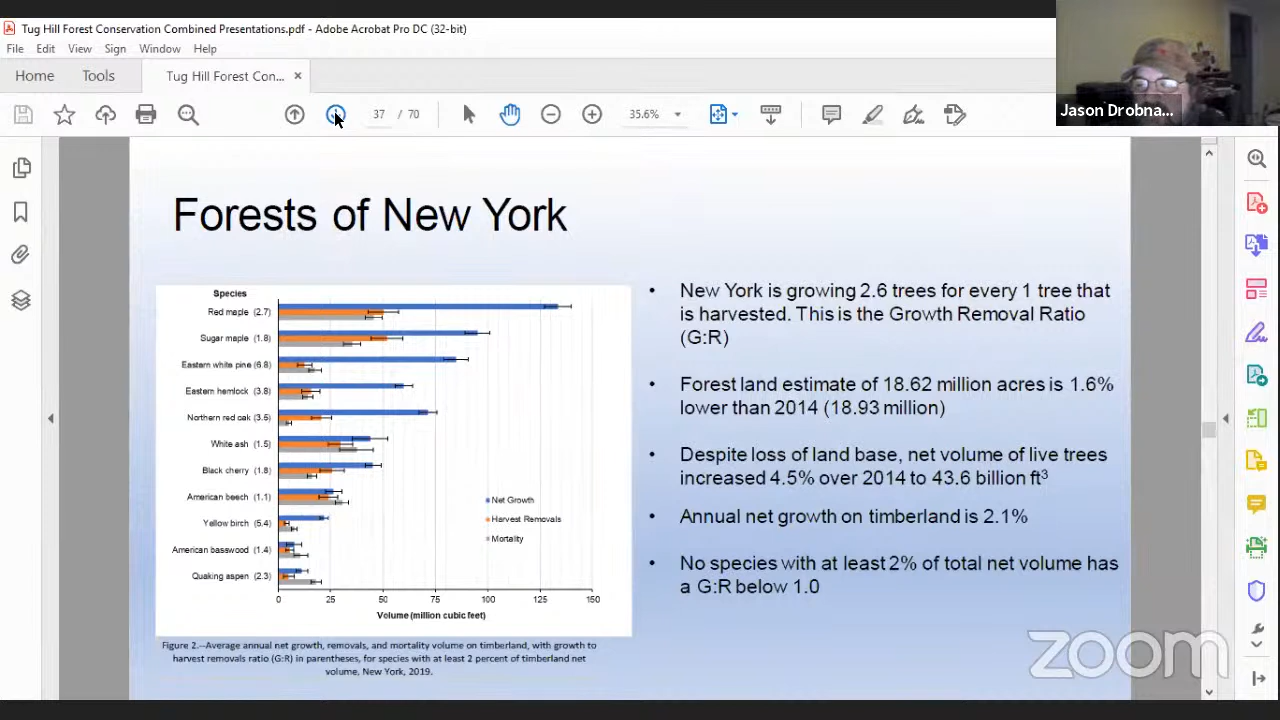 Tug Hill Forest Conservation Combined Presentations.pdf - Adobe Acrobat Pro DC (32-bit)
File Edit View Sign Window Help
Home Tools Tug Hill Forest Con... ×
37 / 70 35.6%
Jason Drobna...
Forests of New York
Species
Red maple (2.7)
Sugar maple (1.8)
Eastern white pine (6.8)
Eastern hemlock (3.8)
Northern red oak (3.5)
White ash (1.5)
Black cherry (1.8)
American beech (1.1)
Yellow birch (5.4)
American basswood (1.4)
Quaking aspen (2.3)
Net Growth
Harvest Removals
Mortality
0 25 50 75 100 125 150
Volume (million cubic feet)
Figure 2.--Average annual net growth, removals, and mortality volume on timberland, with growth to
harvest removals ratio (G:R) in parentheses, for species with at least 2 percent of timberland net
volume, New York, 2019.
• New York is growing 2.6 trees for every 1 tree that
is harvested. This is the Growth Removal Ratio
(G:R)
• Forest land estimate of 18.62 million acres is 1.6%
lower than 2014 (18.93 million)
• Despite loss of land base, net volume of live trees
increased 4.5% over 2014 to 43.6 billion ft³
• Annual net growth on timberland is 2.1%
• No species with at least 2% of total net volume has
a G:R below 1.0
zoom